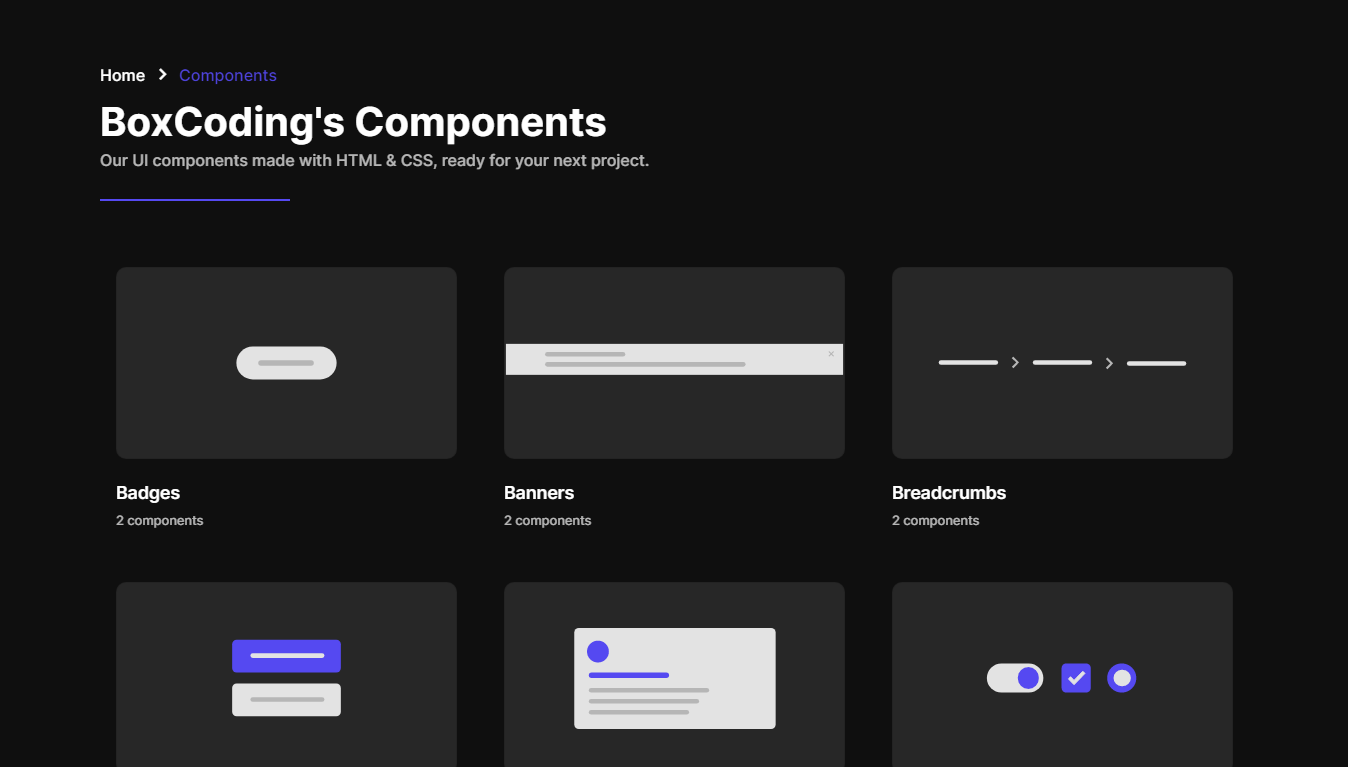 Home Components
BoxCoding's Components
Our UI components made with HTML & CSS, ready for your next project.
Badges
2 components
Banners
2 components
Breadcrumbs
2 components